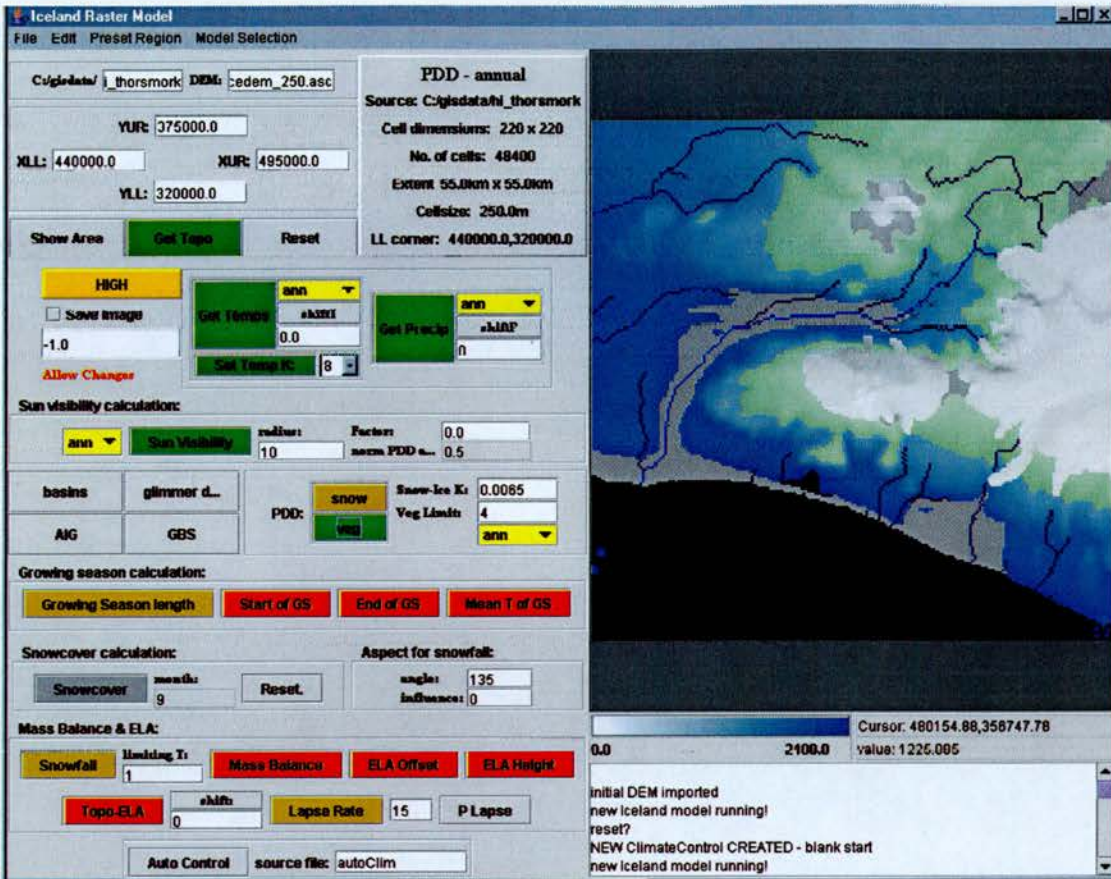 Iceland Raster Model
File Edit Preset Region Model Selection
C:/gisdata/ i_thorsmork DEM: :edem_250.asc
YUR: 375000.0
XLL: 440000.0 XUR: 495000.0
YLL: 320000.0
Show Area Get Topo Reset
PDD - annual
Source: C:/gisdata/hi_thorsmork
Cell dimensions: 220 x 220
No. of cells: 48400
Extent 55.0km x 55.0km
Cellsize: 250.0m
LL corner: 440000.0,320000.0
HIGH
Save Image
-1.0
Allow Changes
Get Temps ann
shiftT
0.0
Set Temp K: 8
Get Precip ann
shiftP
0
Sun visibility calculation:
ann Sun Visibility radius: 10 Factor: 0.0
norm PDD a... 0.5
basins glimmer d...
AIG GBS
PDD: snow veg
Snow-Ice K: 0.0065
Veg Limit: 4
ann
Growing season calculation:
Growing Season length Start of GS End of GS Mean T of GS
Snowcover calculation:
Snowcover month: 9 Reset.
Aspect for snowfall:
angle: 135
influence: 0
Mass Balance & ELA:
Snowfall limiting T: 1 Mass Balance ELA Offset ELA Height
Topo-ELA shift: 0 Lapse Rate 15 P Lapse
Auto Control source file: autoClim
0.0 2100.0
Cursor: 480154.88,358747.78
value: 1225.095
initial DEM imported
new Iceland model running!
reset?
NEW ClimateControl CREATED - blank start
new Iceland model running!